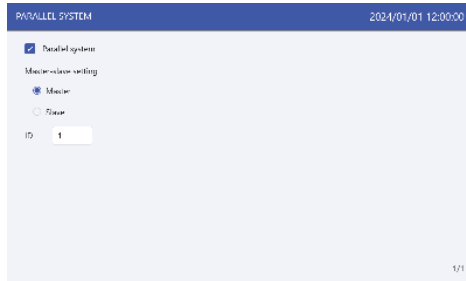 PARALLEL SYSTEM 2024/01/01 12:00:00
Parallel system
Master-slave setting
Master
Slave
ID 1
1/1